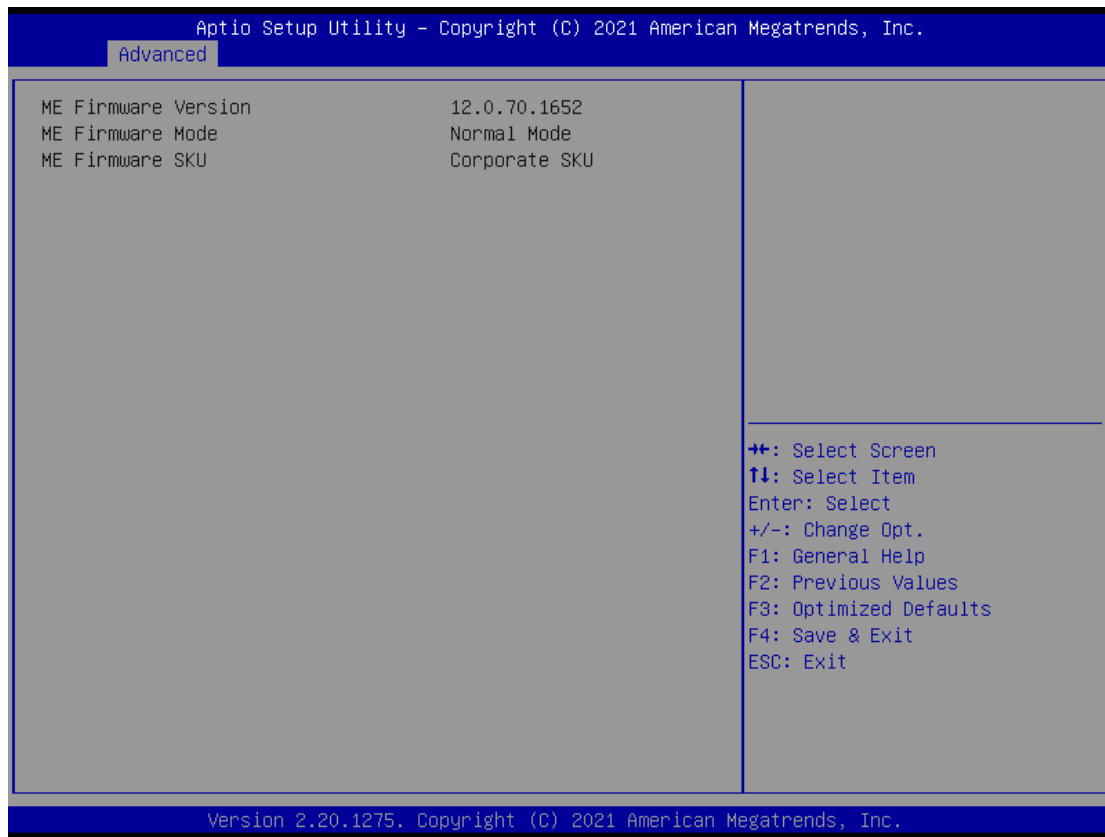 Aptio Setup Utility – Copyright (C) 2021 American Megatrends, Inc.
Advanced
ME Firmware Version 12.0.70.1652
ME Firmware Mode Normal Mode
ME Firmware SKU Corporate SKU
→←: Select Screen
↑↓: Select Item
Enter: Select
+/-: Change Opt.
F1: General Help
F2: Previous Values
F3: Optimized Defaults
F4: Save & Exit
ESC: Exit
Version 2.20.1275. Copyright (C) 2021 American Megatrends, Inc.